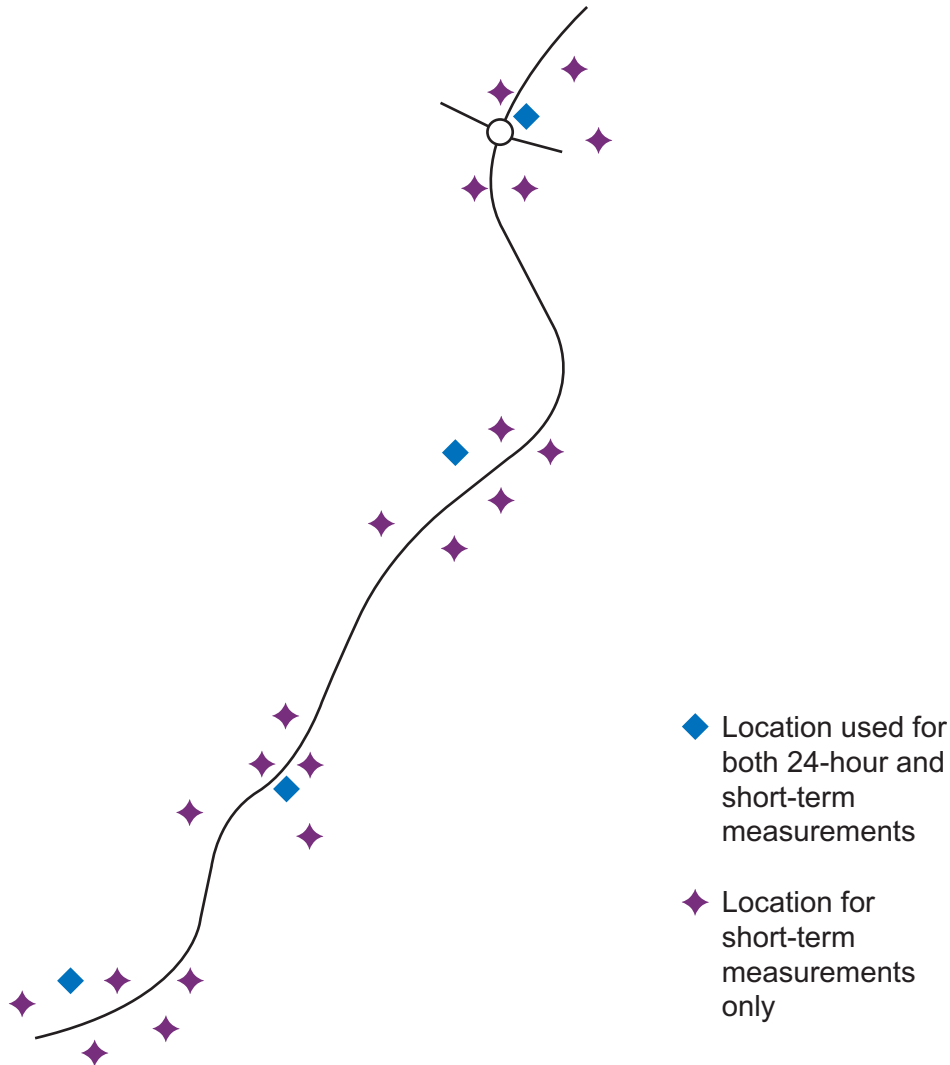 Location used for
both 24-hour and
short-term
measurements
Location for
short-term
measurements
only